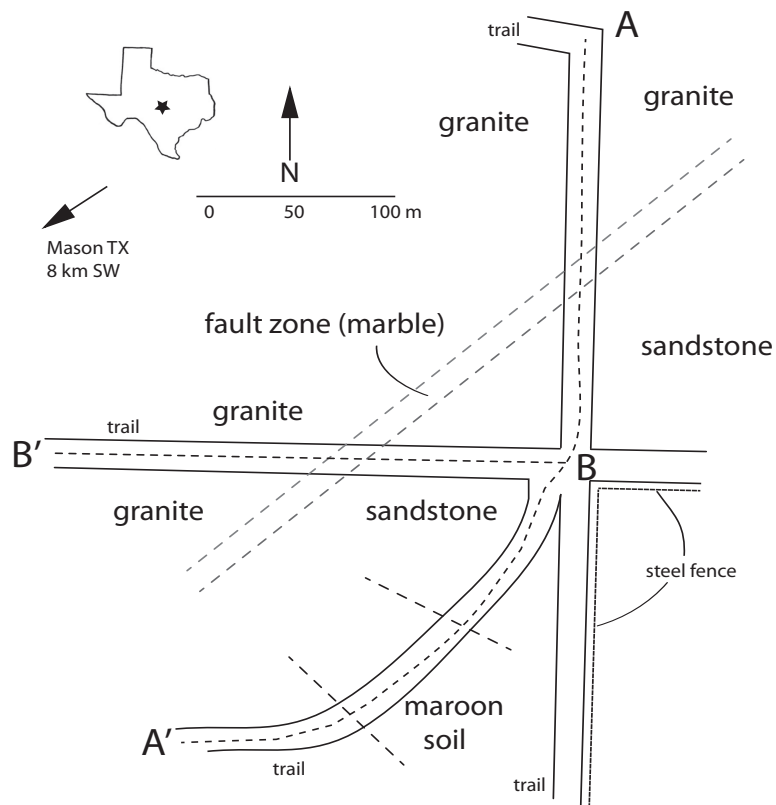 trail
A
granite
granite
N
0 50 100 m
Mason TX
8 km SW
fault zone (marble)
sandstone
granite
trail
B′
B
granite
sandstone
steel fence
maroon
soil
A’
trail
trail